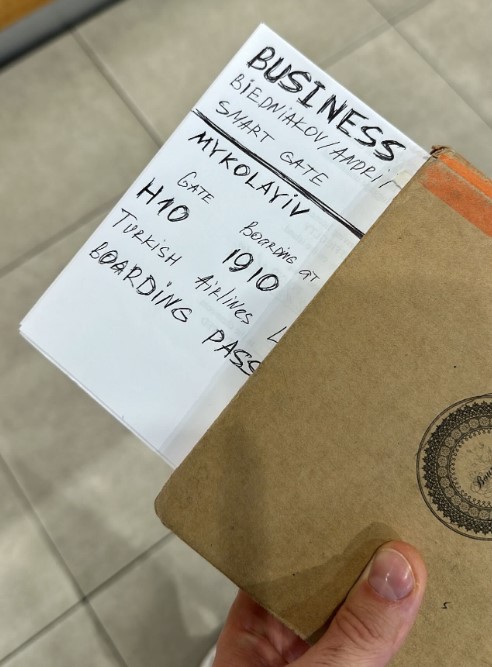 BUSINESS
BIEDNIAKOV/ANDRII
SMART GATE
MYKOLAYIV
GATE
BOARDING AT
H10
1910
TURKISH AIRLINES L
BOARDING PASS